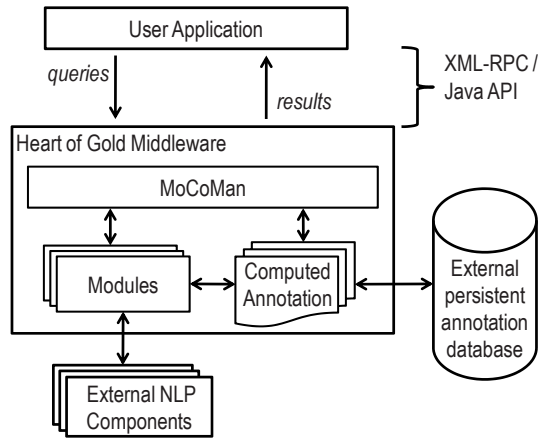 User Application
queries
results
XML-RPC /
Java API
Heart of Gold Middleware
MoCoMan
Modules
Computed
Annotation
External
persistent
annotation
database
External NLP
Components